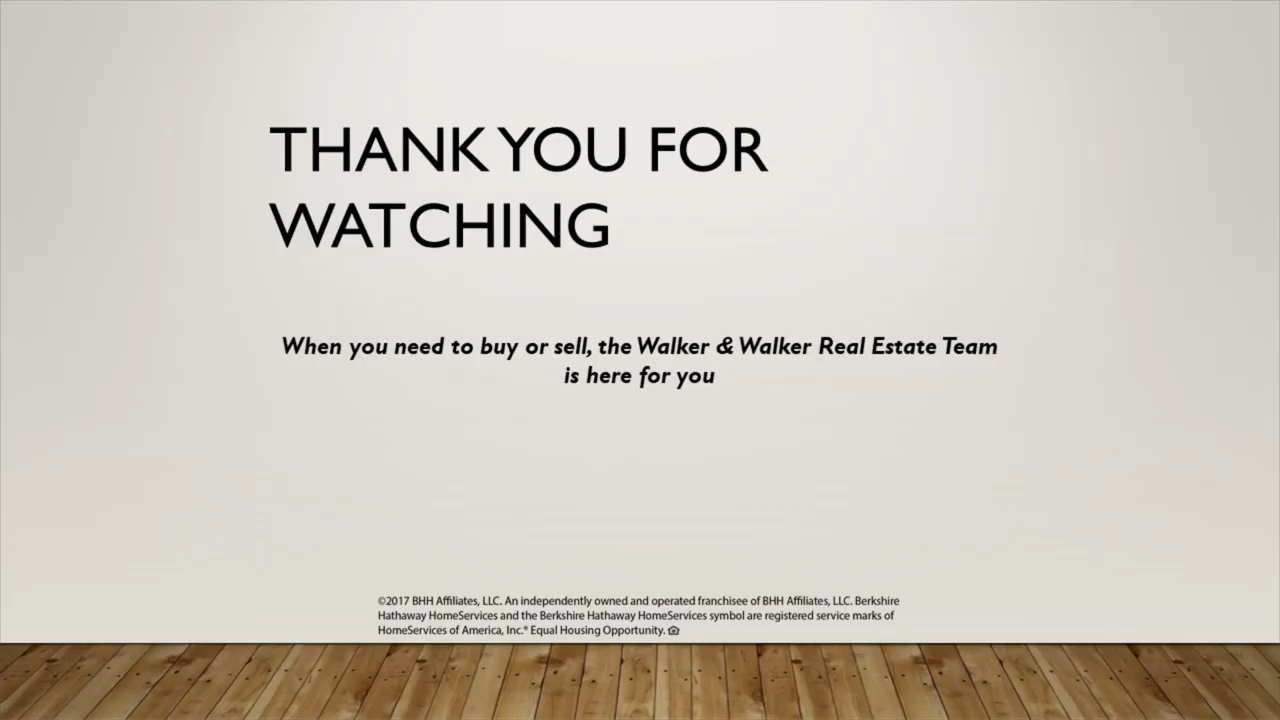 THANK YOU FOR
WATCHING
When you need to buy or sell, the Walker & Walker Real Estate Team
is here for you
©2017 BHH Affiliates, LLC. An independently owned and operated franchisee of BHH Affiliates, LLC. Berkshire
Hathaway HomeServices and the Berkshire Hathaway HomeServices symbol are registered service marks of
HomeServices of America, Inc.® Equal Housing Opportunity.